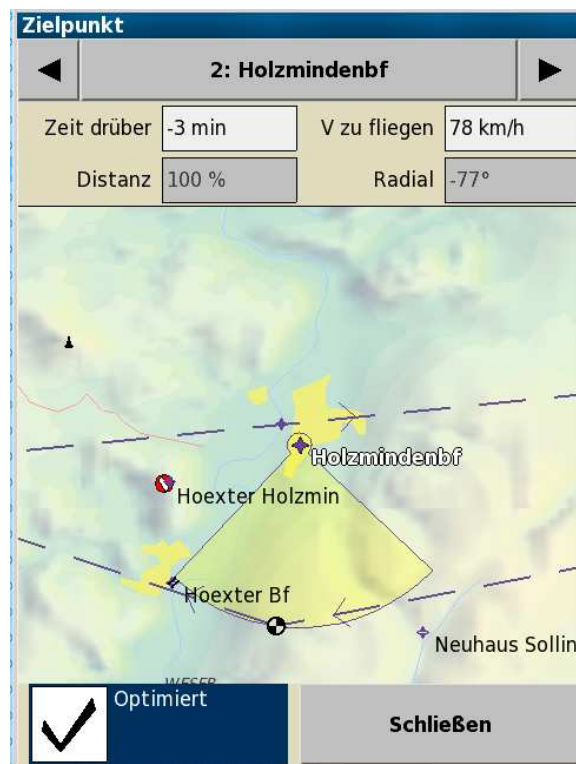 Zielpunkt
2: Holzmindenbf
Zeit drüber -3 min V zu fliegen 78 km/h
Distanz 100 % Radial -77°
Holzmindenbf
Hoexter Holzmin
Hoexter Bf
Neuhaus Sollin
WESER
Optimiert
Schließen